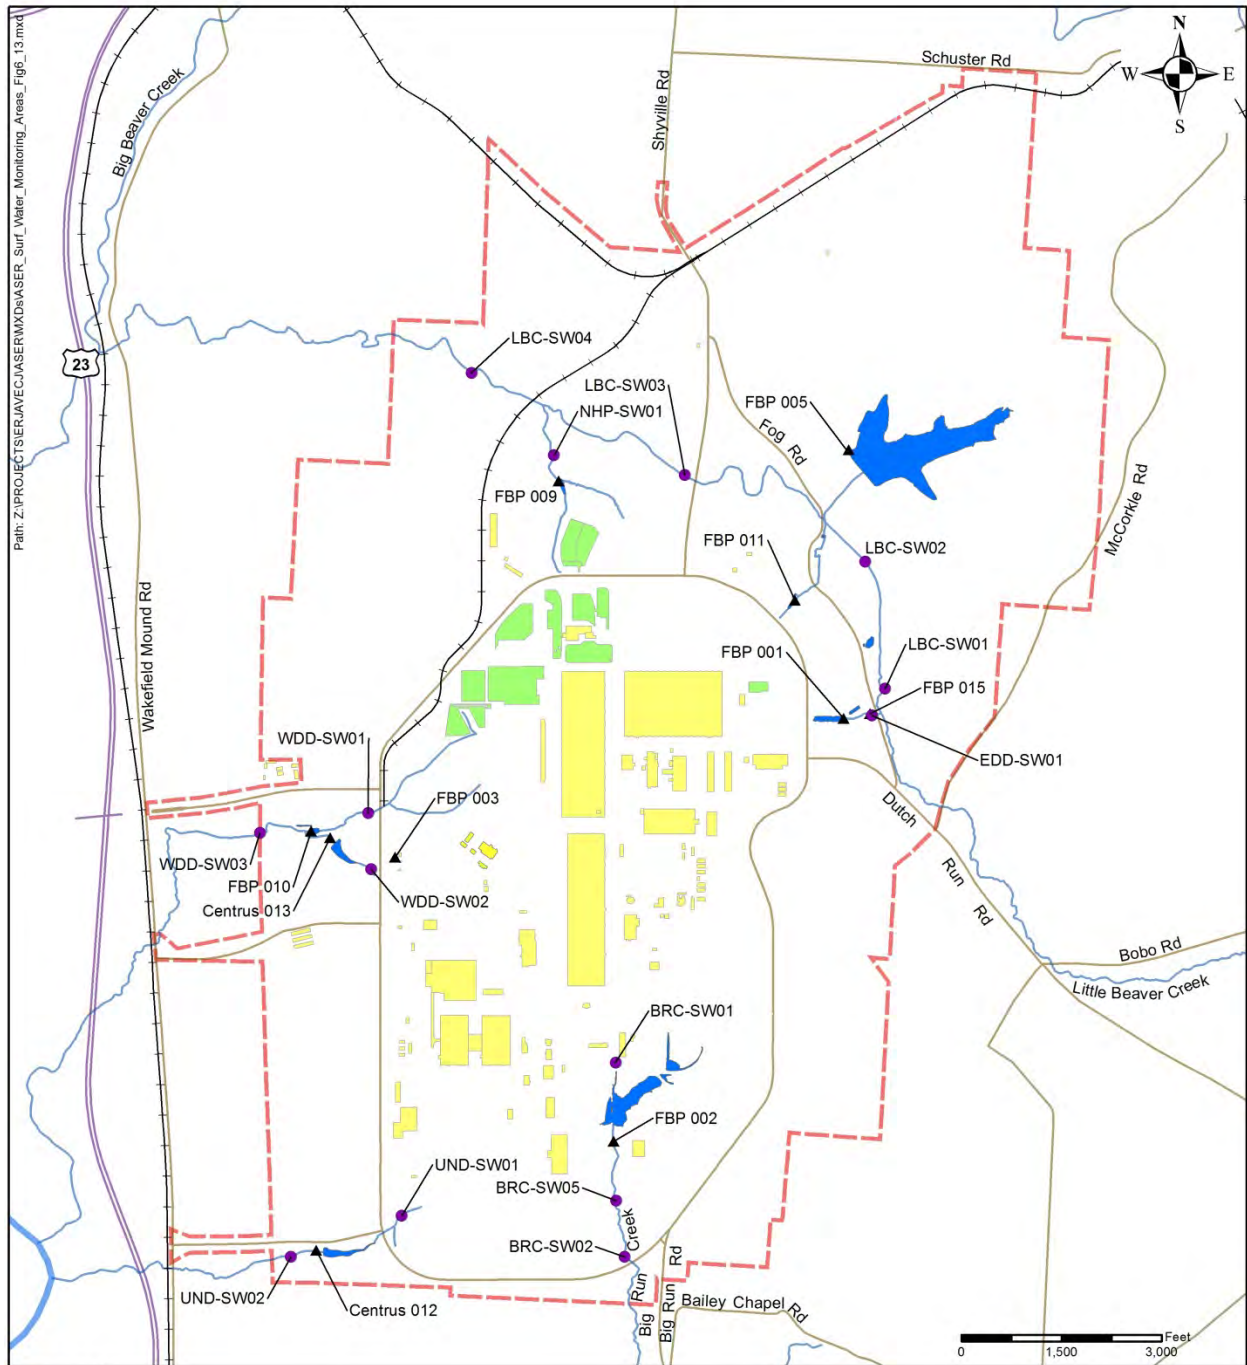 Path: Z:\PROJECTS\ERJAVECJ\ASER\MXDs\ASER_Surf_Water_Monitoring_Areas_Fig6_13.mxd
N
W
E
S
Schuster Rd
Shyville Rd
Big Beaver Creek
23
LBC-SW04
LBC-SW03
NHP-SW01
FBP 005
Fog Rd
McCorkle Rd
FBP 009
FBP 011
LBC-SW02
Wakefield Mound Rd
FBP 001
LBC-SW01
FBP 015
EDD-SW01
WDD-SW01
FBP 003
Dutch Run Rd
WDD-SW03
FBP 010
Centrus 013
WDD-SW02
Bobo Rd
Little Beaver Creek
BRC-SW01
FBP 002
UND-SW01
BRC-SW05
BRC-SW02
Big Run Creek
Big Run Rd
UND-SW02
Centrus 012
Bailey Chapel Rd
Feet
0 1,500 3,000